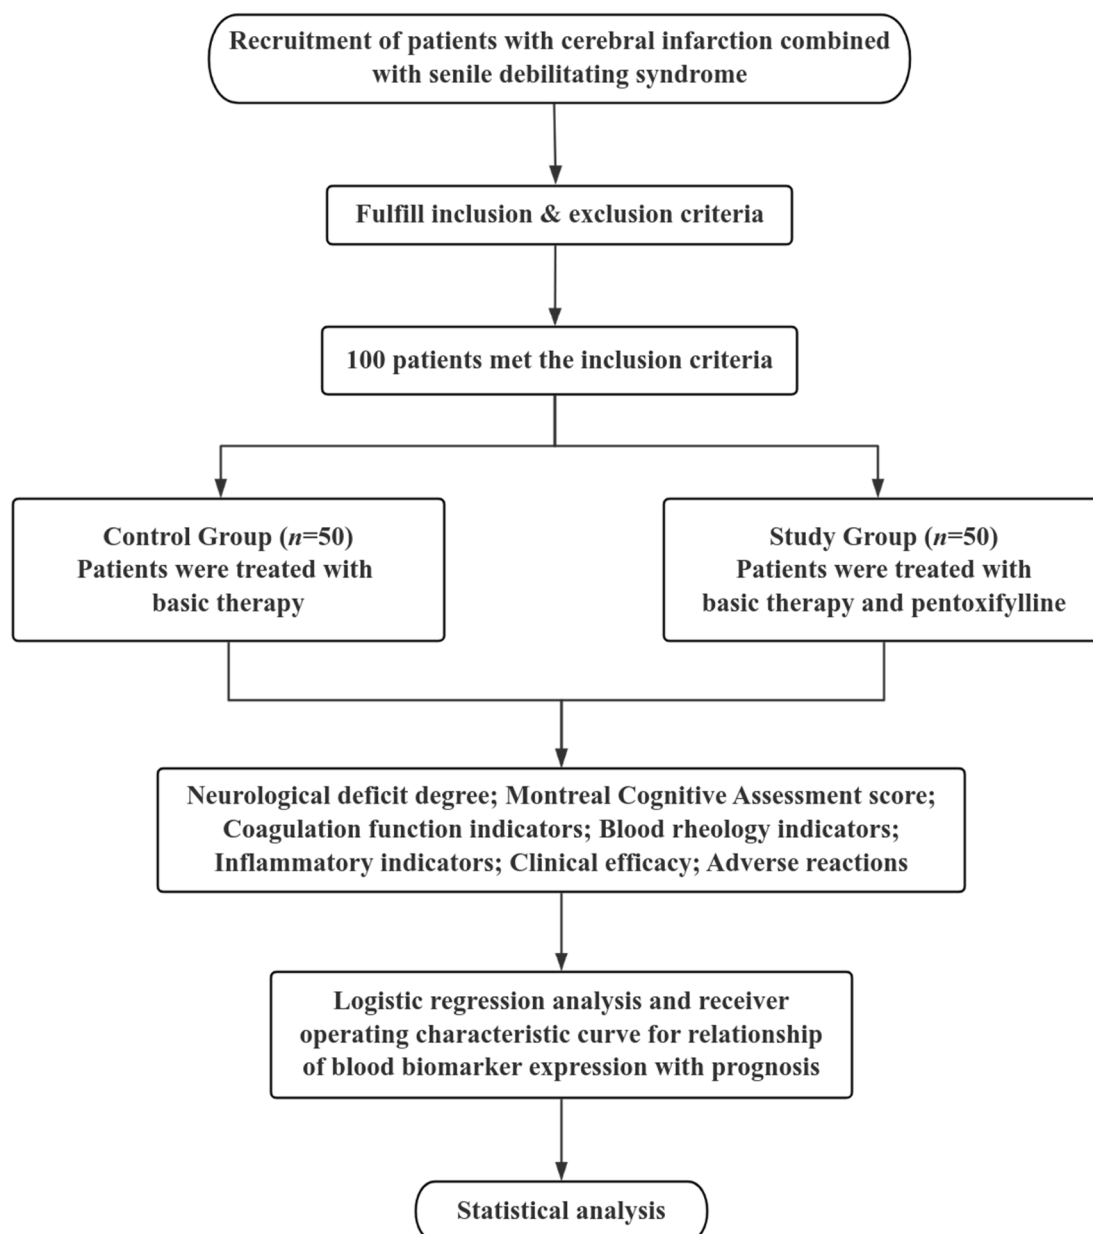 Recruitment of patients with cerebral infarction combined
with senile debilitating syndrome
Fulfill inclusion & exclusion criteria
100 patients met the inclusion criteria
Control Group (n=50)
Patients were treated with
basic therapy
Study Group (n=50)
Patients were treated with
basic therapy and pentoxifylline
Neurological deficit degree; Montreal Cognitive Assessment score;
Coagulation function indicators; Blood rheology indicators;
Inflammatory indicators; Clinical efficacy; Adverse reactions
Logistic regression analysis and receiver
operating characteristic curve for relationship
of blood biomarker expression with prognosis
Statistical analysis